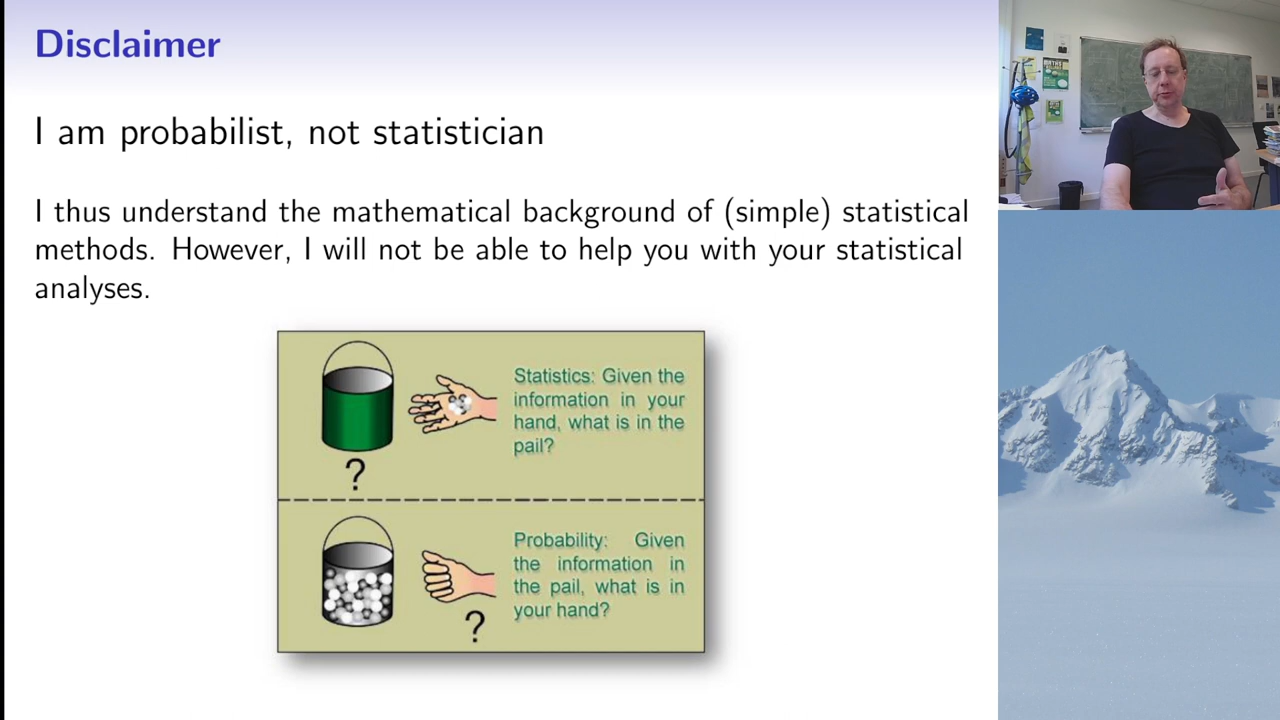 Disclaimer
I am probabilist, not statistician
I thus understand the mathematical background of (simple) statistical
methods. However, I will not be able to help you with your statistical
analyses.
Statistics: Given the
information in your
hand, what is in the
pail?
?
Probability: Given
the information in
the pail, what is in
your hand?
?